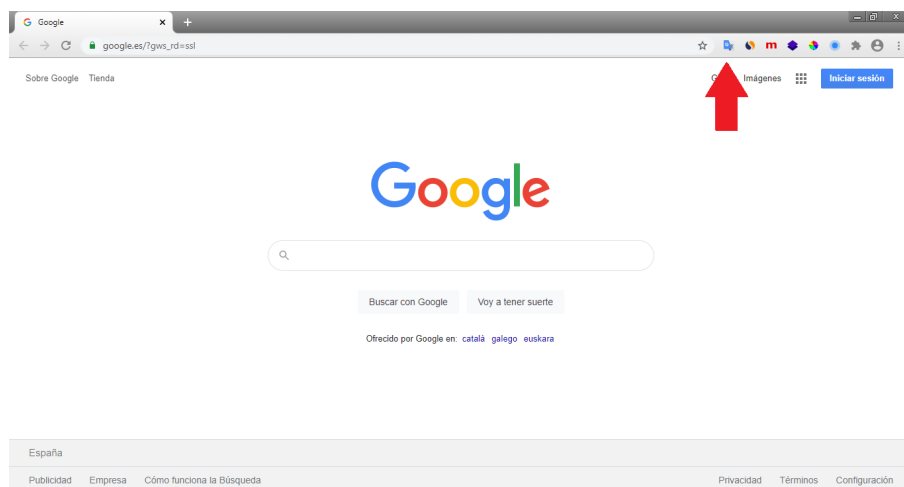 Google
google.es/?gws_rd=ssl
Sobre Google Tienda
Imágenes Iniciar sesión
Google
Buscar con Google Voy a tener suerte
Ofrecido por Google en: català galego euskara
España
Publicidad Empresa Cómo funciona la Búsqueda
Privacidad Términos Configuración